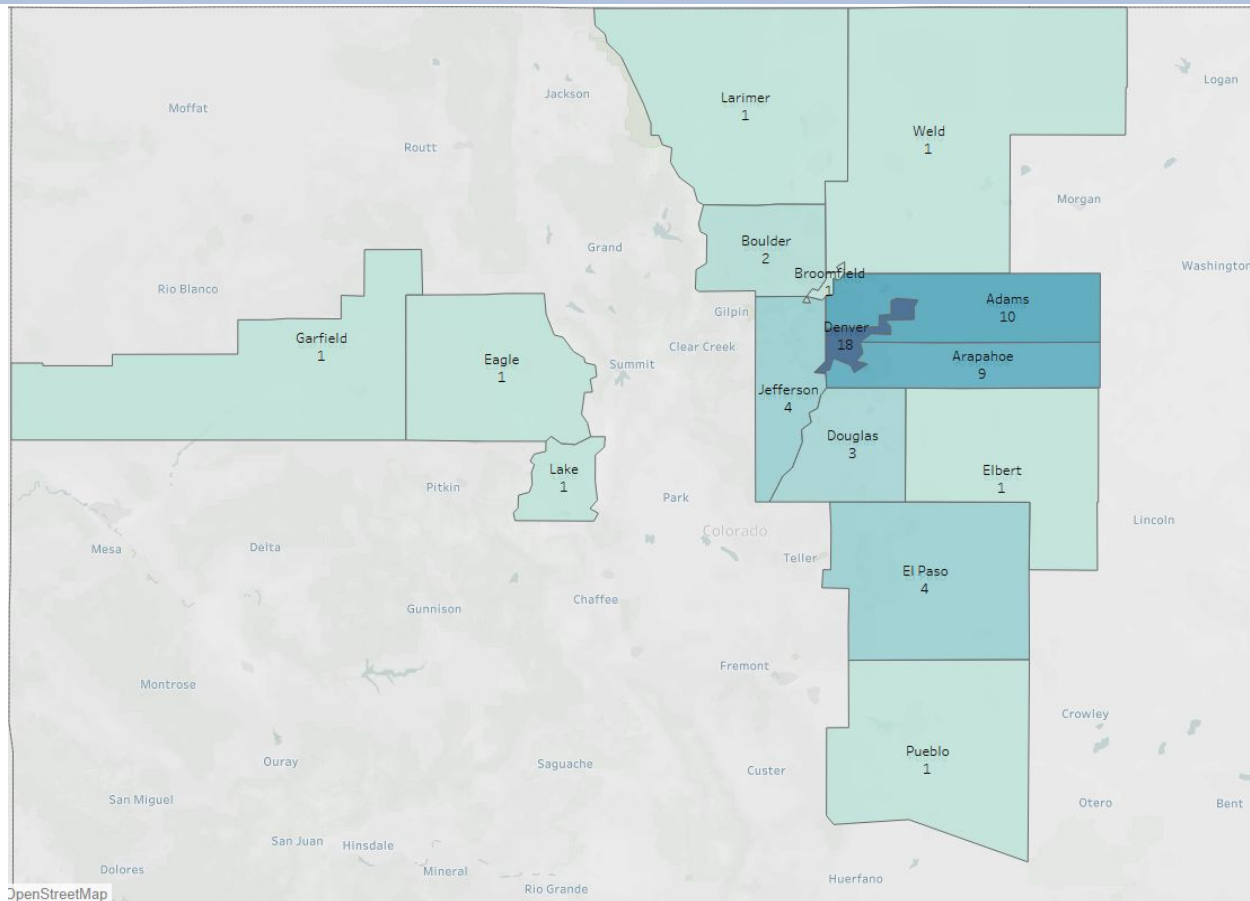 Logan
Jackson
Larimer
1
Moffat
Weld
1
Routt
Morgan
Boulder
2
Grand
Washington
Broomfield
1
Rio Blanco
Adams
10
Gilpin
Denver
18
Garfield
1
Clear Creek
Arapahoe
9
Eagle
1
Summit
Jefferson
4
Douglas
3
Lake
1
Elbert
1
Pitkin
Park
Lincoln
Colorado
Mesa
Delta
Teller
El Paso
4
Chaffee
Gunnison
Fremont
Montrose
Crowley
Pueblo
1
Ouray
Saguache
Custer
San Miguel
Otero
Bent
San Juan
Hinsdale
Dolores
Mineral
Huerfano
Rio Grande
OpenStreetMap